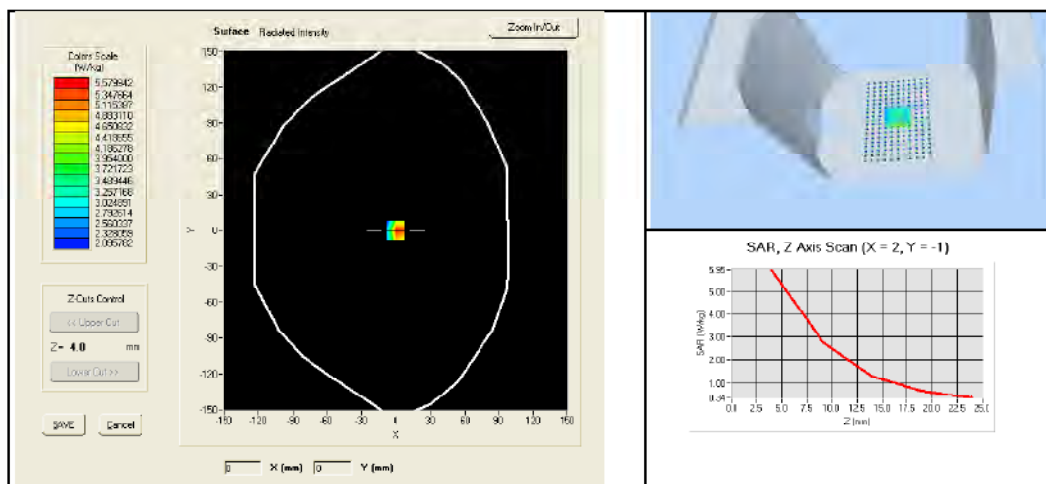 Surface Radiated Intensity
Zoom In/Out
Colors Scale
(W/kg)
5.579942
5.347664
5.115387
4.883110
4.650832
4.418555
4.186278
3.954000
3.721723
3.489446
3.257168
3.024891
2.792614
2.560337
2.328059
2.095782
150
120
90
60
30
0
-30
-60
-90
-120
-150
Y
-150 -120 -90 -60 -30 0 30 60 90 120 150
X
Z-Cuts Control
<< Upper Cut
Z= 4.0 mm
Lower Cut >>
SAVE Cancel
0 X (mm) 0 Y (mm)
SAR, Z Axis Scan (X = 2, Y = -1)
SAR (W/kg)
5.95
5.00
4.00
3.00
2.00
1.00
0.34
0.0 2.5 5.0 7.5 10.0 12.5 15.0 17.5 20.0 22.5 25.0
Z (mm)